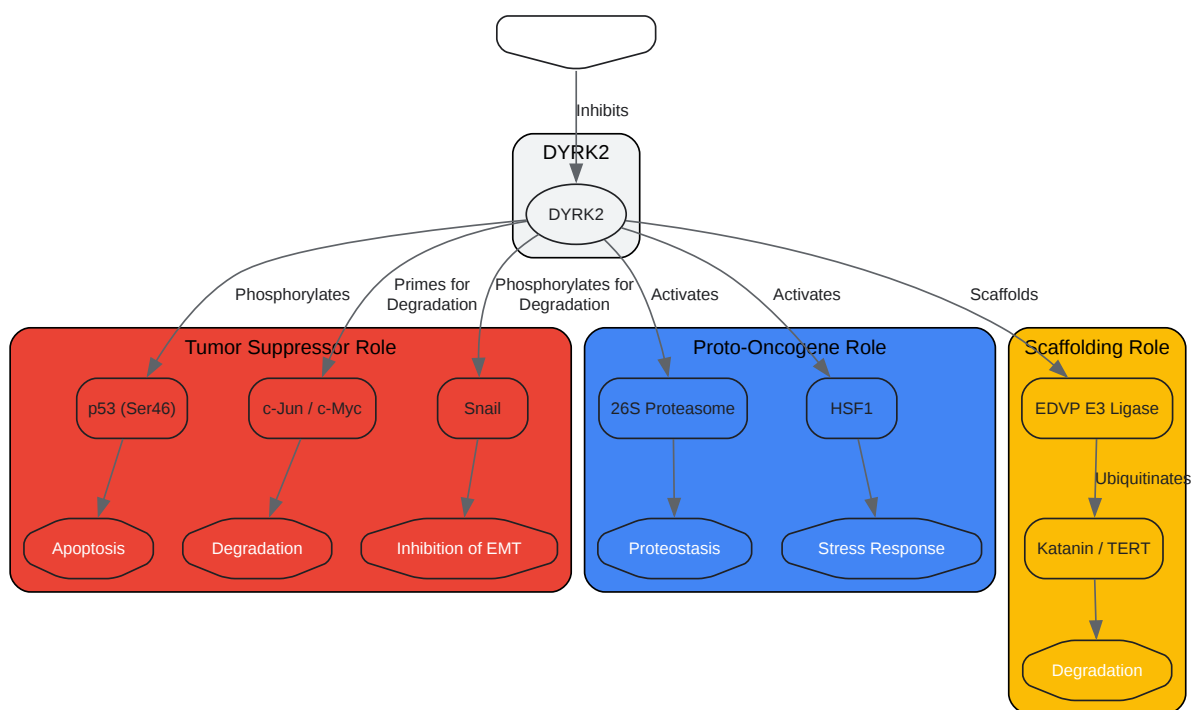 Inhibits
DYRK2
DYRK2
Phosphorylates
Primes for
Degradation
Phosphorylates for
Degradation
Activates
Activates
Scaffolds
Tumor Suppressor Role
Proto-Oncogene Role
Scaffolding Role
p53 (Ser46)
c-Jun / c-Myc
Snail
26S Proteasome
HSF1
EDVP E3 Ligase
Ubiquitinates
Apoptosis
Degradation
Inhibition of EMT
Proteostasis
Stress Response
Katanin / TERT
Degradation